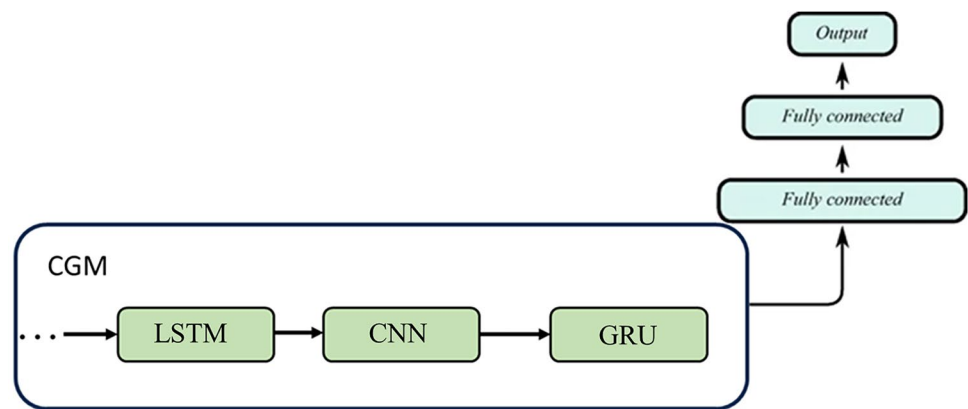 Output
Fully connected
Fully connected
CGM
... LSTM CNN GRU